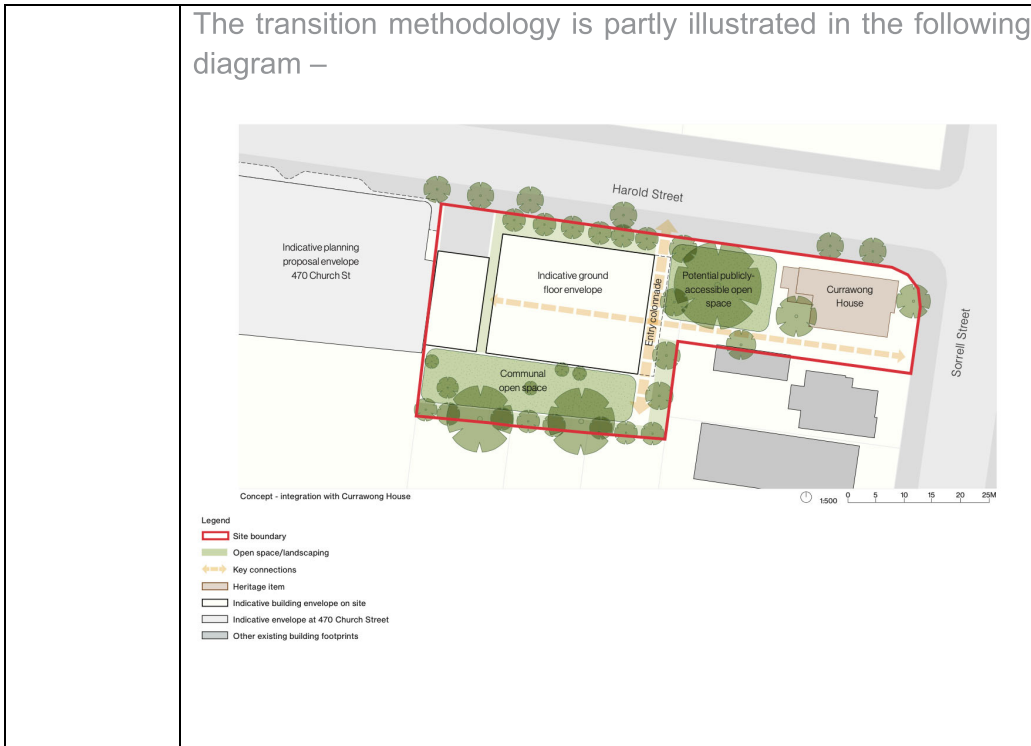 The transition methodology is partly illustrated in the following
diagram –
Harold Street
Indicative planning
proposal envelope
470 Church St
Indicative ground
floor envelope
Entry colonnade
Potential publicly-
accessible open
space
Currawong
House
Sorrell Street
Communal
open space
Concept - integration with Currawong House
1:500
0 5 10 15 20 25M
Legend
Site boundary
Open space/landscaping
Key connections
Heritage item
Indicative building envelope on site
Indicative envelope at 470 Church Street
Other existing building footprints